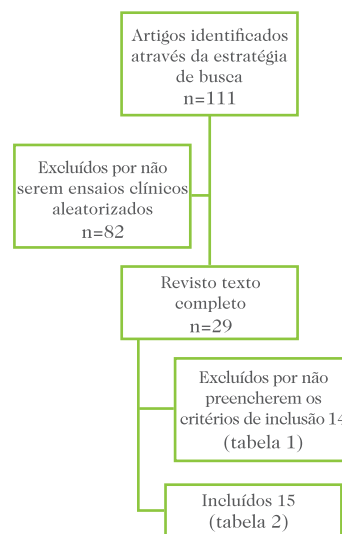 Artigos identificados
através da estratégia
de busca
n=111
Excluídos por não
serem ensaios clínicos
aleatorizados
n=82
Revisto texto
completo
n=29
Excluídos por não
preencherem os
critérios de inclusão 14
(tabela 1)
Incluídos 15
(tabela 2)